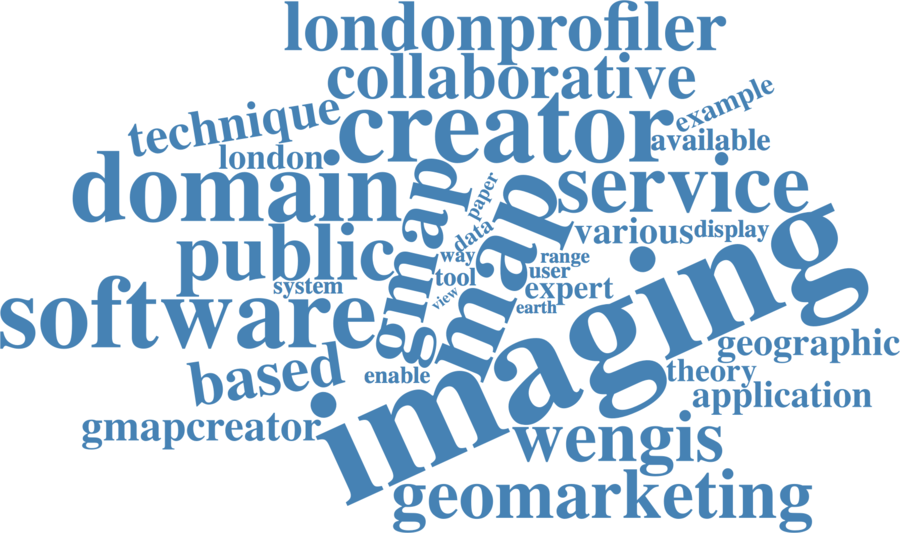 londonprofiler
collaborative
creator
example
technique
available
london
domain
gmap
paper
map
service
public
data
various
display
way
range
system
tool
user
view
expert
earth
software
imaging
geographic
based
enable
theory
application
gmapcreator
wengis
geomarketing